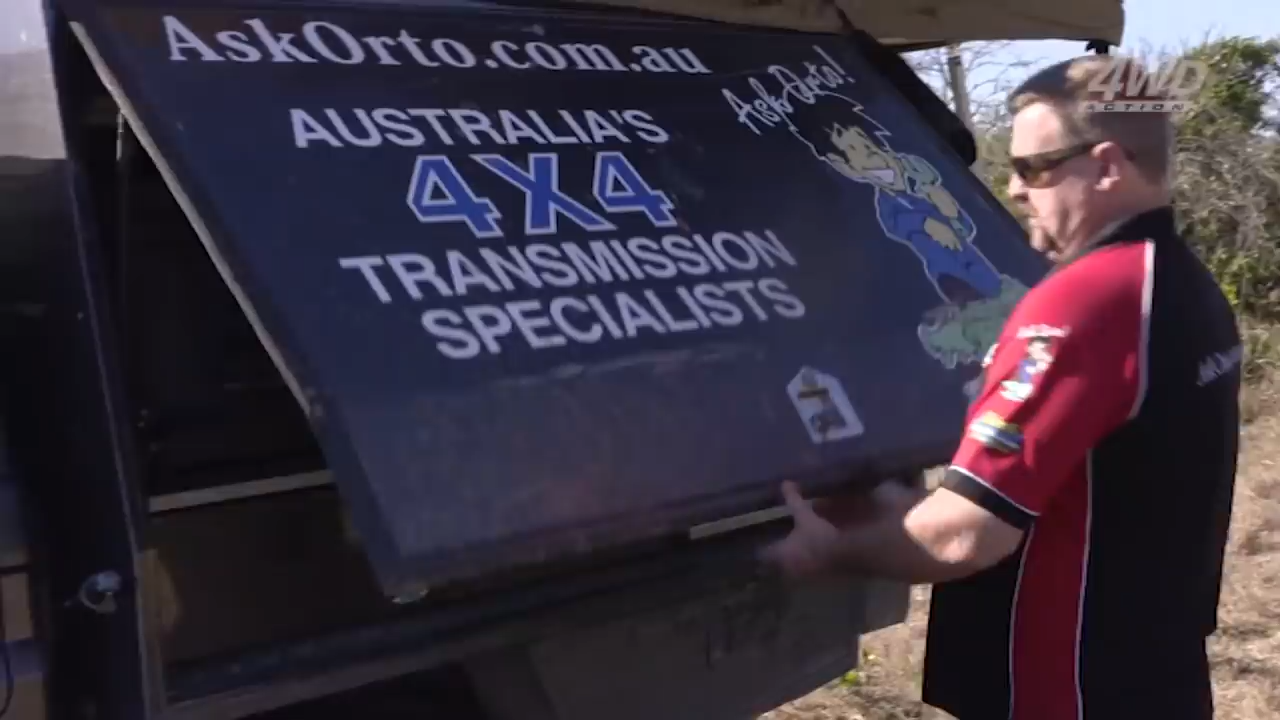 AskOrto.com.au
Ask Orto!
AUSTRALIA'S
4X4
TRANSMISSION
SPECIALISTS
4WD
ACTION